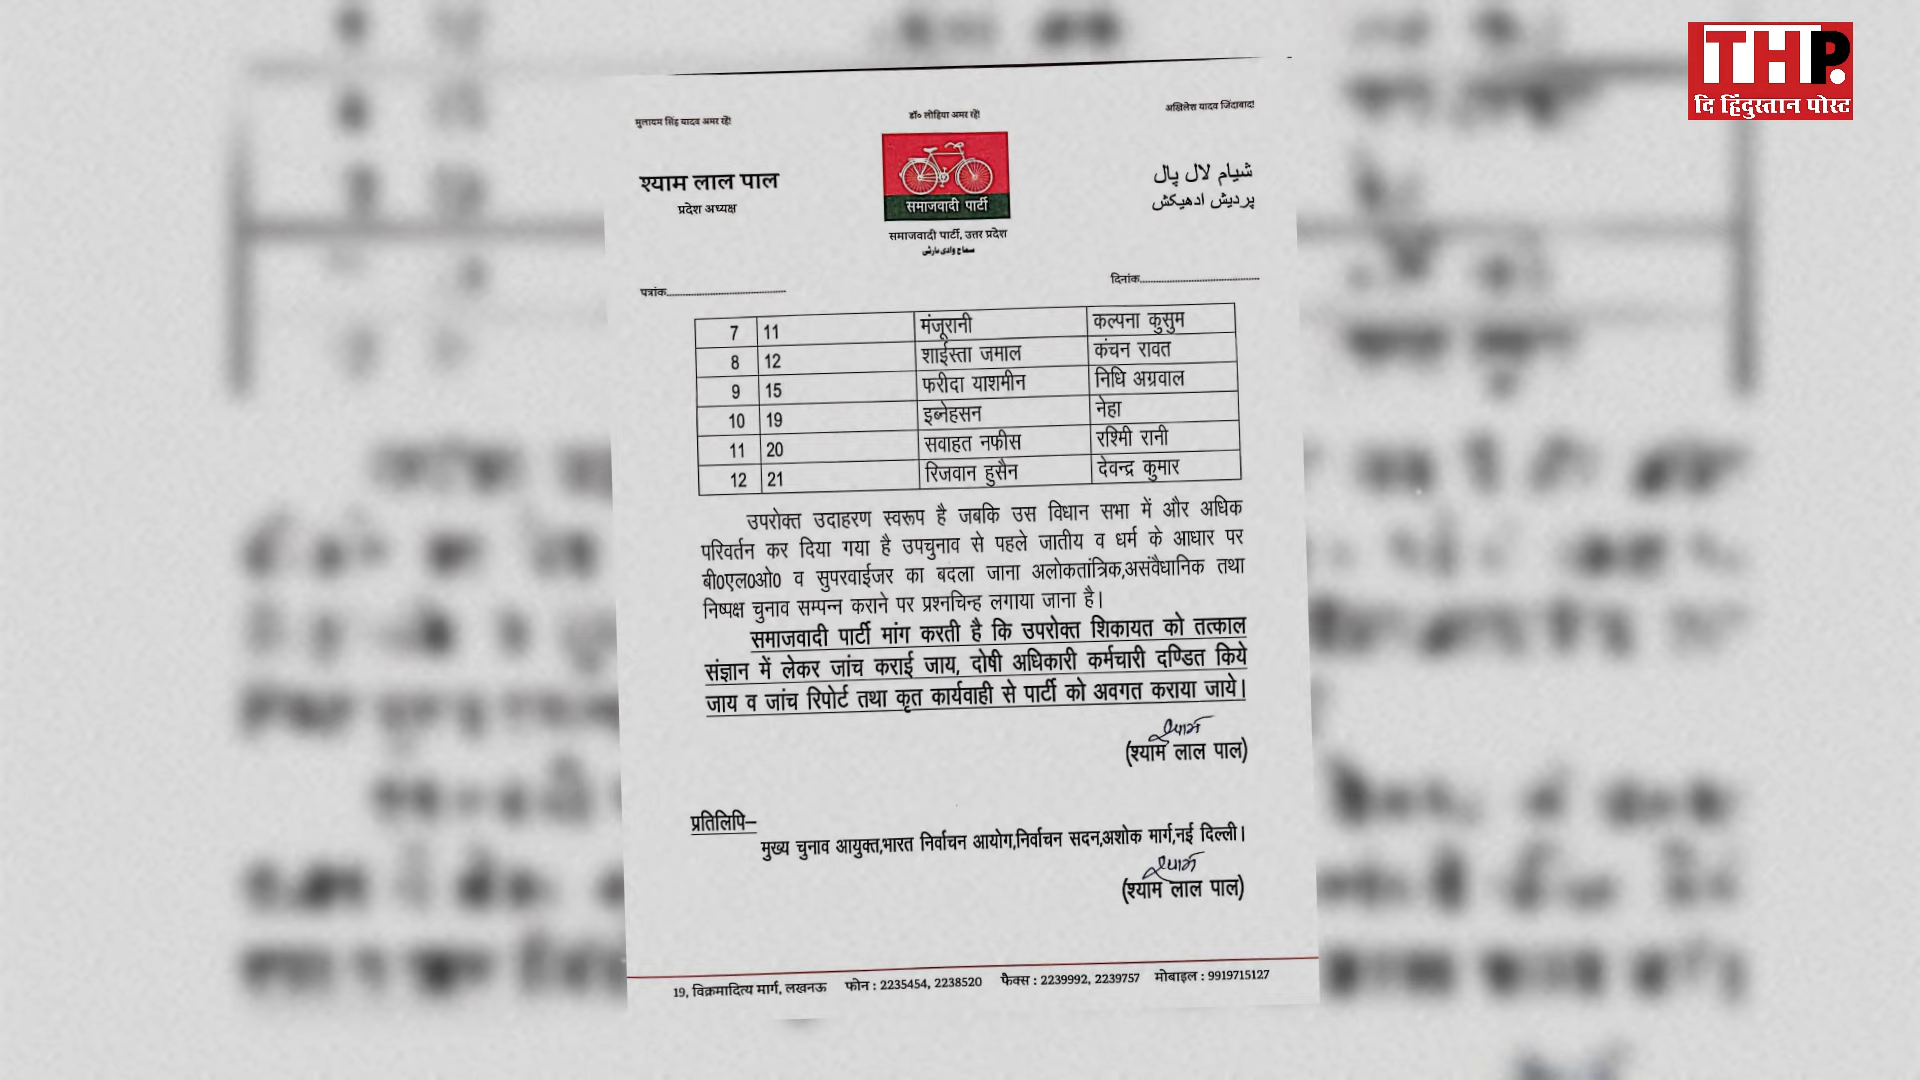 THP.
दि हिंदुस्तान पोस्ट
मुलायम सिंह यादव अमर रहें!
डॉ० लोहिया अमर रहें!
अखिलेश यादव जिंदाबाद!
श्याम लाल पाल
प्रदेश अध्यक्ष
समाजवादी पार्टी
समाजवादी पार्टी, उत्तर प्रदेश
سماج وادی پارٹی
شیام لال پال
پردیش ادھیکش
पत्रांक
दिनांक
7 11 मंजूरानी कल्पना कुसुम
8 12 शाईस्ता जमाल कंचन रावत
9 15 फरीदा याशमीन निधि अग्रवाल
10 19 इब्नेहसन नेहा
11 20 सवाहत नफीस रश्मि रानी
12 21 रिजवान हुसैन देवन्द्र कुमार
उपरोक्त उदाहरण स्वरूप है जबकि उस विधान सभा में और अधिक
परिवर्तन कर दिया गया है उपचुनाव से पहले जातीय व धर्म के आधार पर
बी0एल0ओ0 व सुपरवाईजर का बदला जाना अलोकतांत्रिक,असंवैधानिक तथा
निष्पक्ष चुनाव सम्पन्न कराने पर प्रश्नचिन्ह लगाया जाना है।
समाजवादी पार्टी मांग करती है कि उपरोक्त शिकायत को तत्काल
संज्ञान में लेकर जांच कराई जाय, दोषी अधिकारी कर्मचारी दण्डित किये
जाय व जांच रिपोर्ट तथा कृत कार्यवाही से पार्टी को अवगत कराया जाये।
श्याम
(श्याम लाल पाल)
प्रतिलिपि–
मुख्य चुनाव आयुक्त,भारत निर्वाचन आयोग,निर्वाचन सदन,अशोक मार्ग,नई दिल्ली।
श्याम
(श्याम लाल पाल)
19, विक्रमादित्य मार्ग, लखनऊ फोन : 2235454, 2238520 फैक्स : 2239992, 2239757 मोबाइल : 9919715127